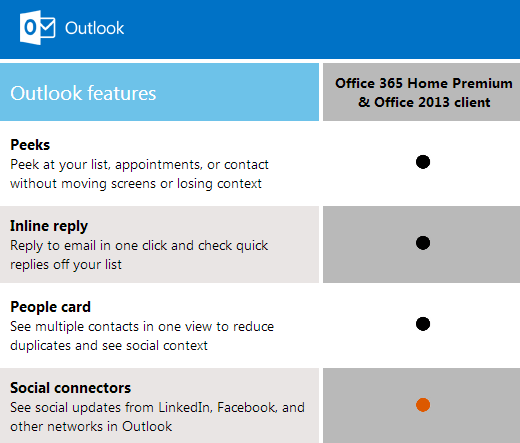 Outlook
Outlook features
Office 365 Home Premium
& Office 2013 client
Peeks
Peek at your list, appointments, or contact
without moving screens or losing context
Inline reply
Reply to email in one click and check quick
replies off your list
People card
See multiple contacts in one view to reduce
duplicates and see social context
Social connectors
See social updates from LinkedIn, Facebook, and
other networks in Outlook